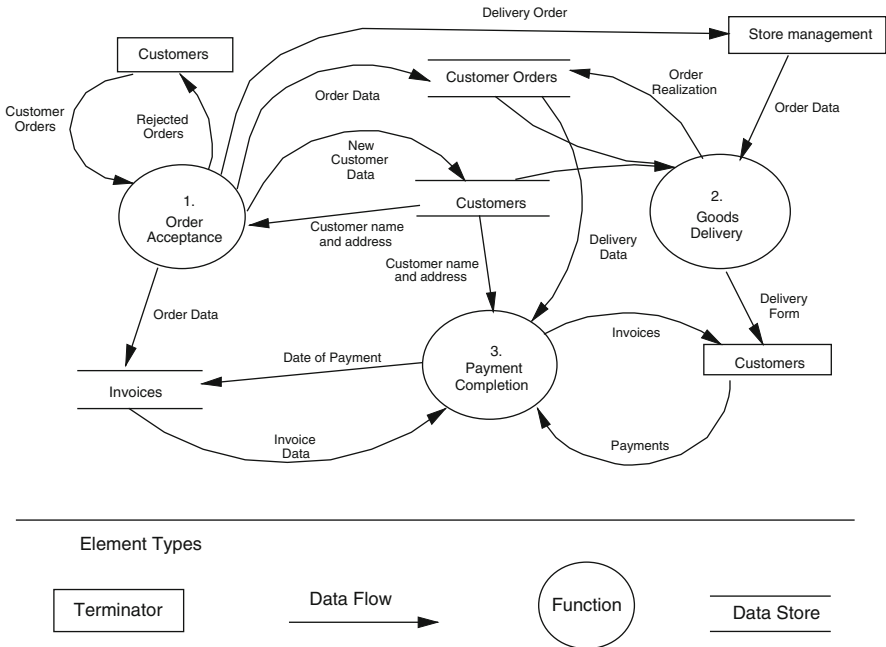 Delivery Order
Customers
Store management
Customer Orders
Order
Realization
Customer
Orders
Rejected
Orders
Order Data
Order Data
New
Customer
Data
1.
Order
Acceptance
Customers
2.
Goods
Delivery
Customer name
and address
Customer name
and address
Delivery
Data
Order Data
Delivery
Form
Invoices
Date of Payment
3.
Payment
Completion
Customers
Invoices
Invoice
Data
Payments
Element Types
Terminator
Data Flow
Function
Data Store